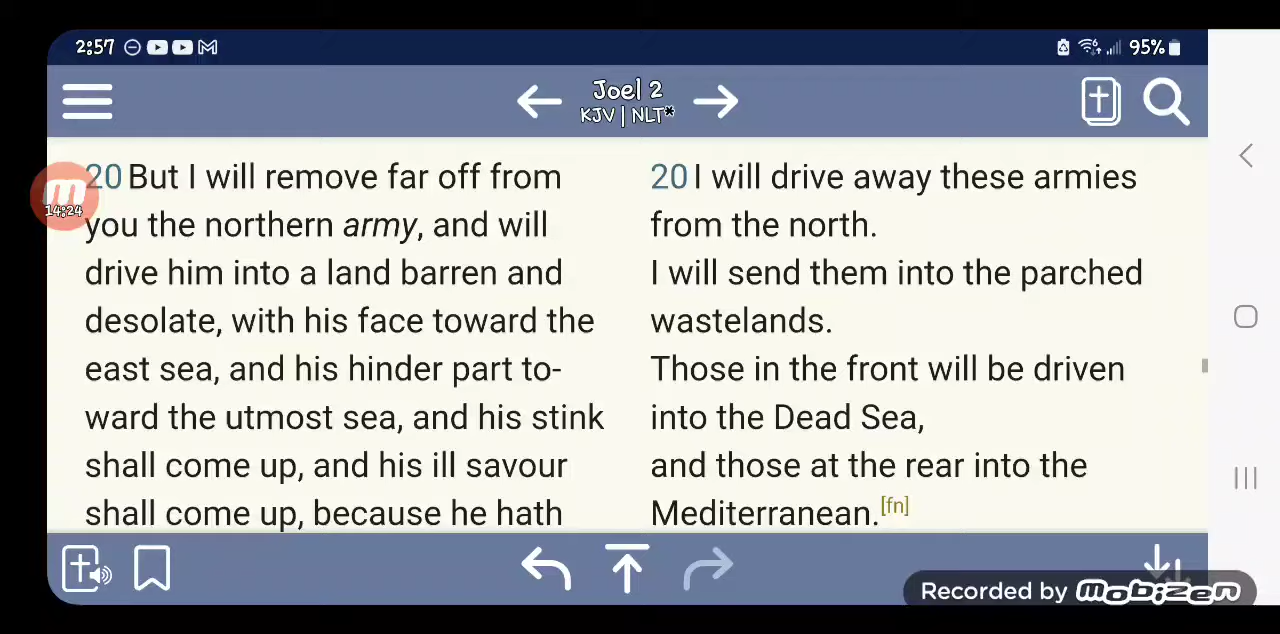 2:57
95%
Joel 2
KJV | NLT*
14:24
20 But I will remove far off from
you the northern army, and will
drive him into a land barren and
desolate, with his face toward the
east sea, and his hinder part to-
ward the utmost sea, and his stink
shall come up, and his ill savour
shall come up, because he hath
20 I will drive away these armies
from the north.
I will send them into the parched
wastelands.
Those in the front will be driven
into the Dead Sea,
and those at the rear into the
Mediterranean.[fn]
Recorded by mobizen